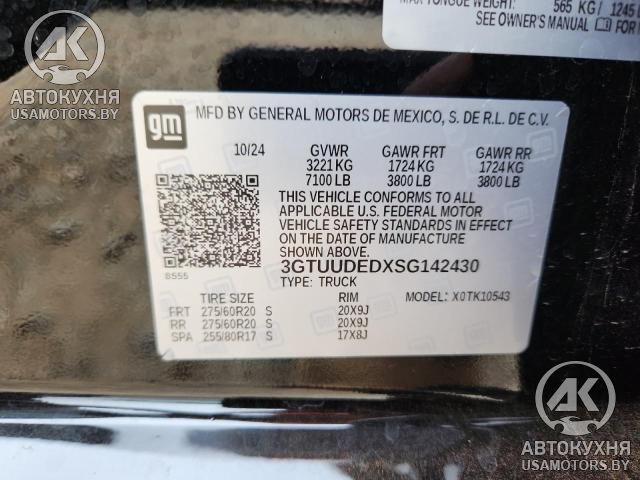 MAX TONGUE WEIGHT: 565 KG/ 1245
SEE OWNER'S MANUAL FOR
AK
АВТОКУХНЯ
USAMOTORS.BY
gm
MFD BY GENERAL MOTORS DE MEXICO, S. DE R.L. DE C.V.
10/24 GVWR GAWR FRT GAWR RR
3221 KG 1724 KG 1724 KG
7100 LB 3800 LB 3800 LB
THIS VEHICLE CONFORMS TO ALL
APPLICABLE U.S. FEDERAL MOTOR
VEHICLE SAFETY STANDARDS IN EFFECT
ON THE DATE OF MANUFACTURE
SHOWN ABOVE.
8555
3GTUUDEDXSG142430
TYPE: TRUCK MODEL: X0TK10543
TIRE SIZE RIM
FRT 275/60R20 S 20X9J
RR 275/60R20 S 20X9J
SPA 255/80R17 S 17X8J
AK
АВТОКУХНЯ
USAMOTORS.BY